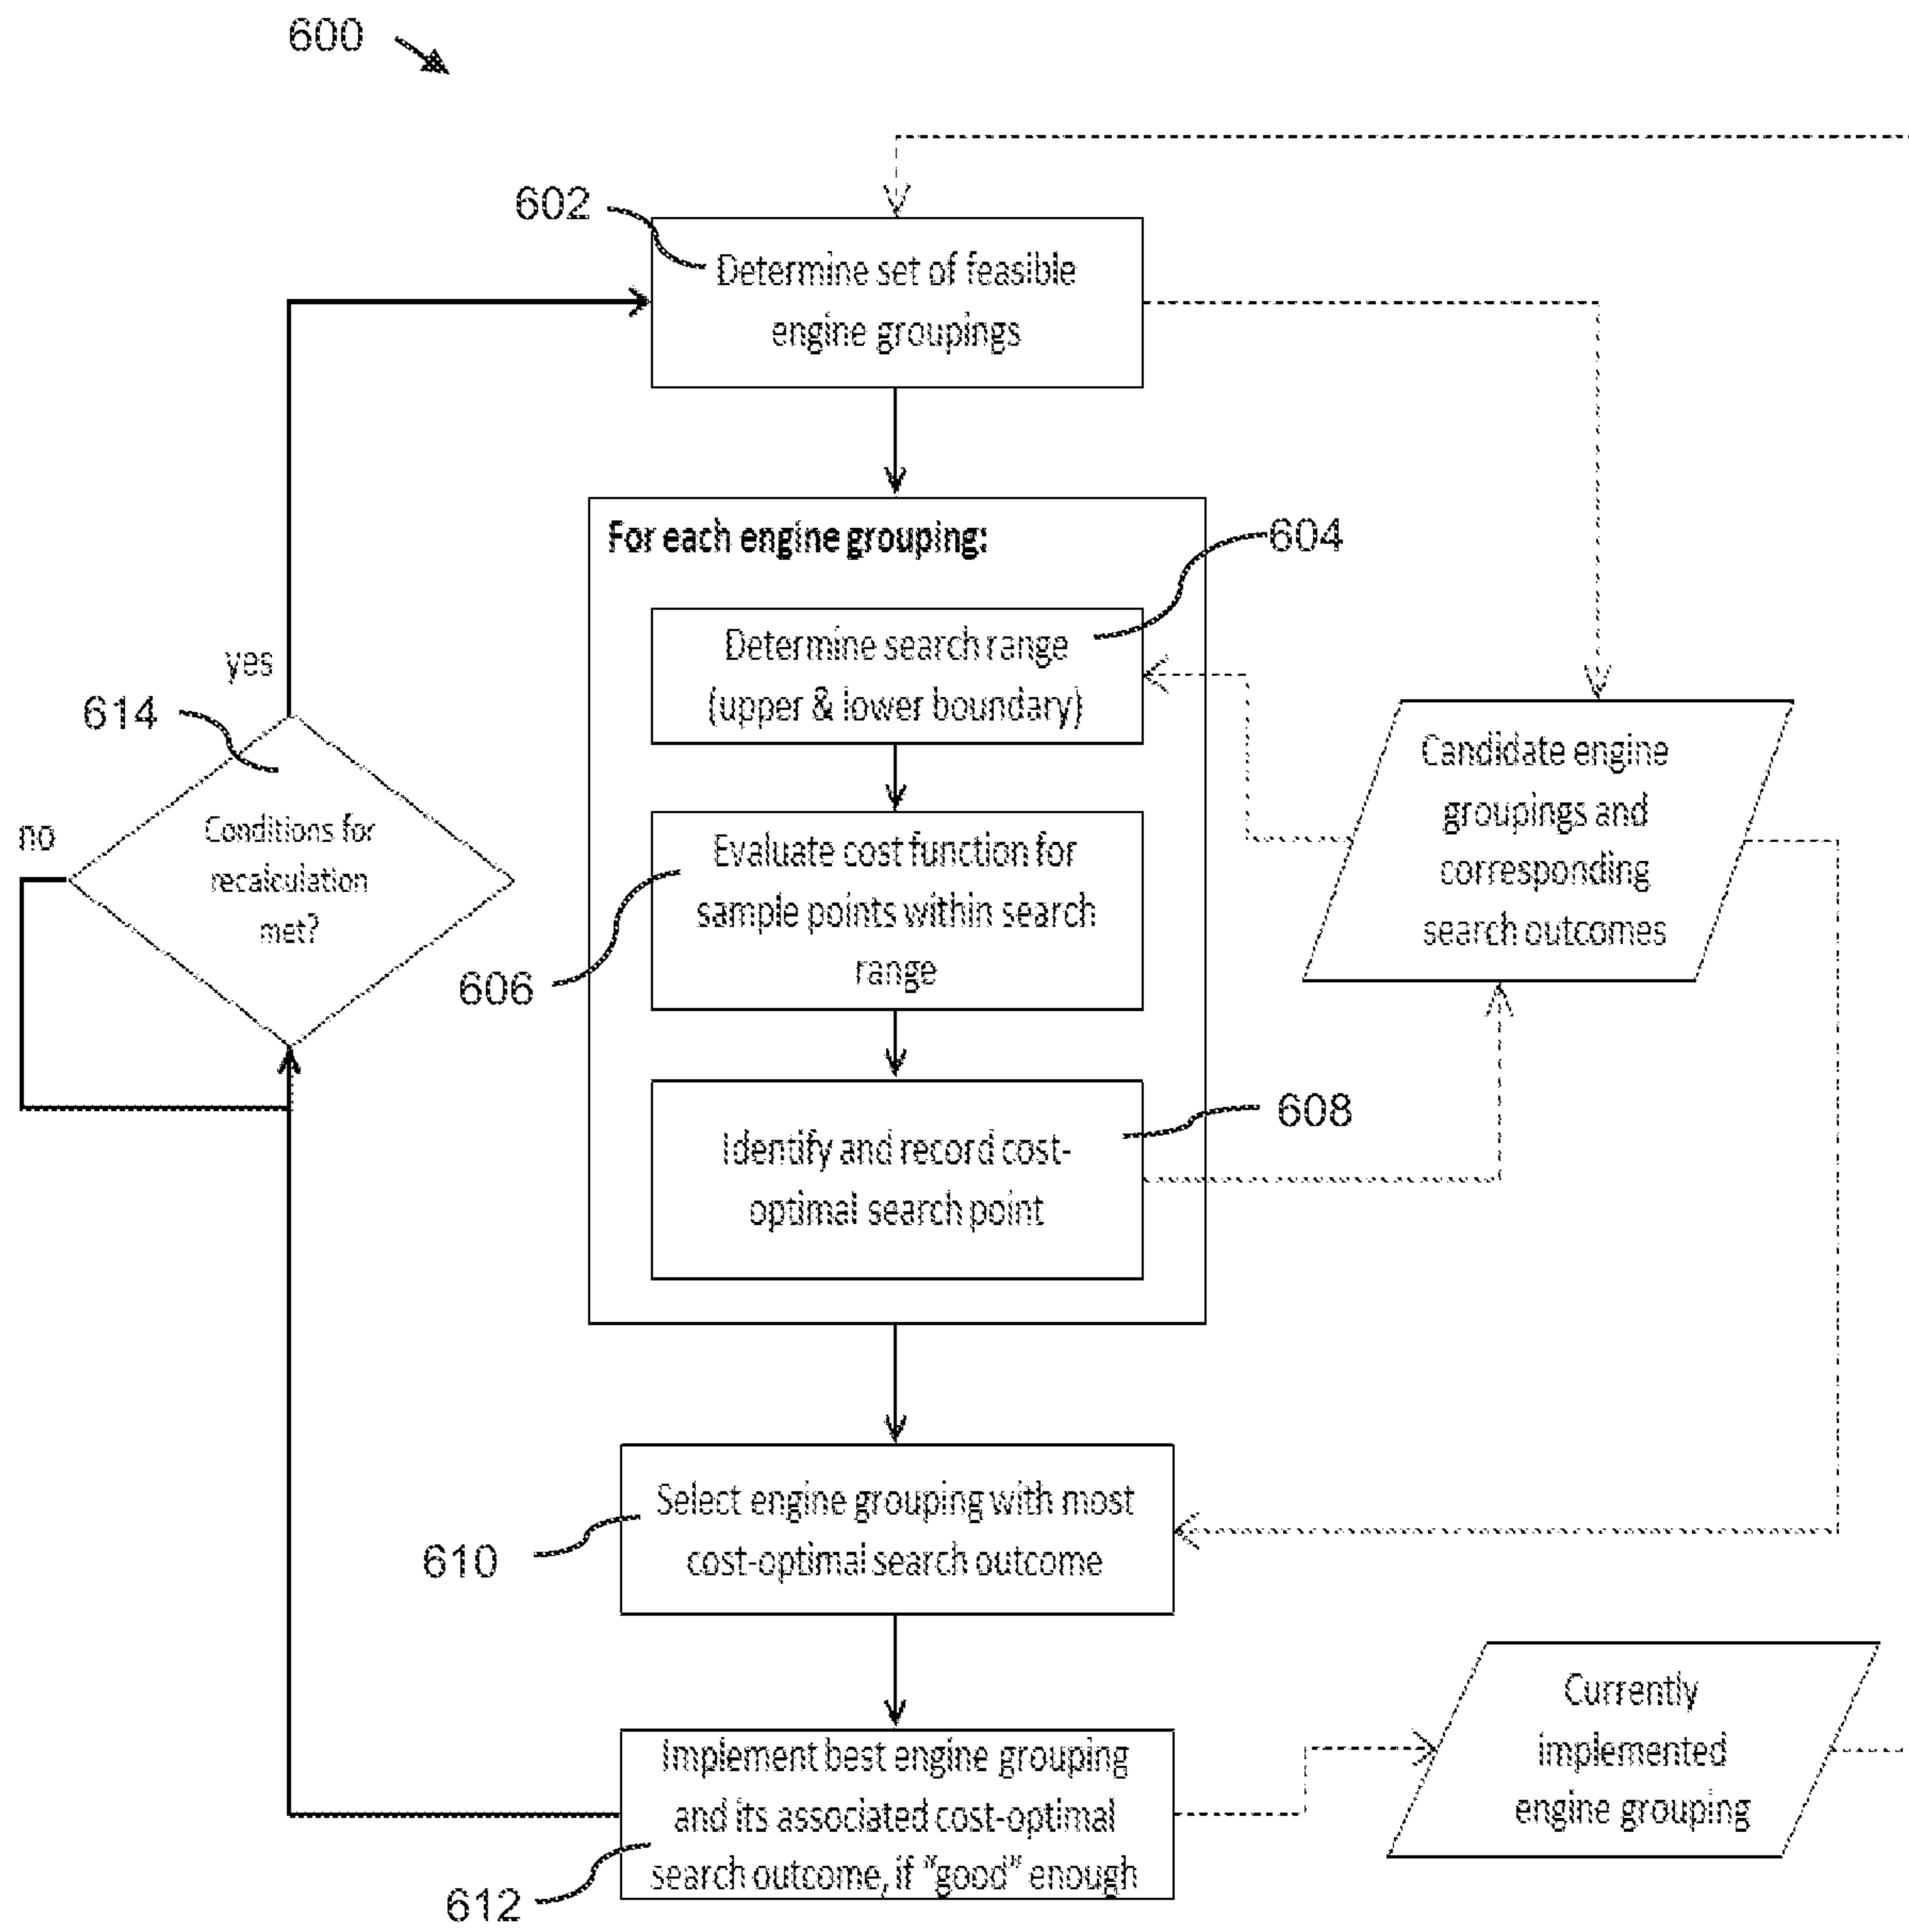 600
602
Determine set of feasible
engine groupings
For each engine grouping:
604
Determine search range
(upper & lower boundary)
yes
614
no
Conditions for
recalculation
met?
Evaluate cost function for
sample points within search
range
606
Candidate engine
groupings and
corresponding
search outcomes
608
Identify and record cost-
optimal search point
Select engine grouping with most
cost-optimal search outcome
610
Implement best engine grouping
and its associated cost-optimal
search outcome, if "good" enough
612
Currently
implemented
engine grouping